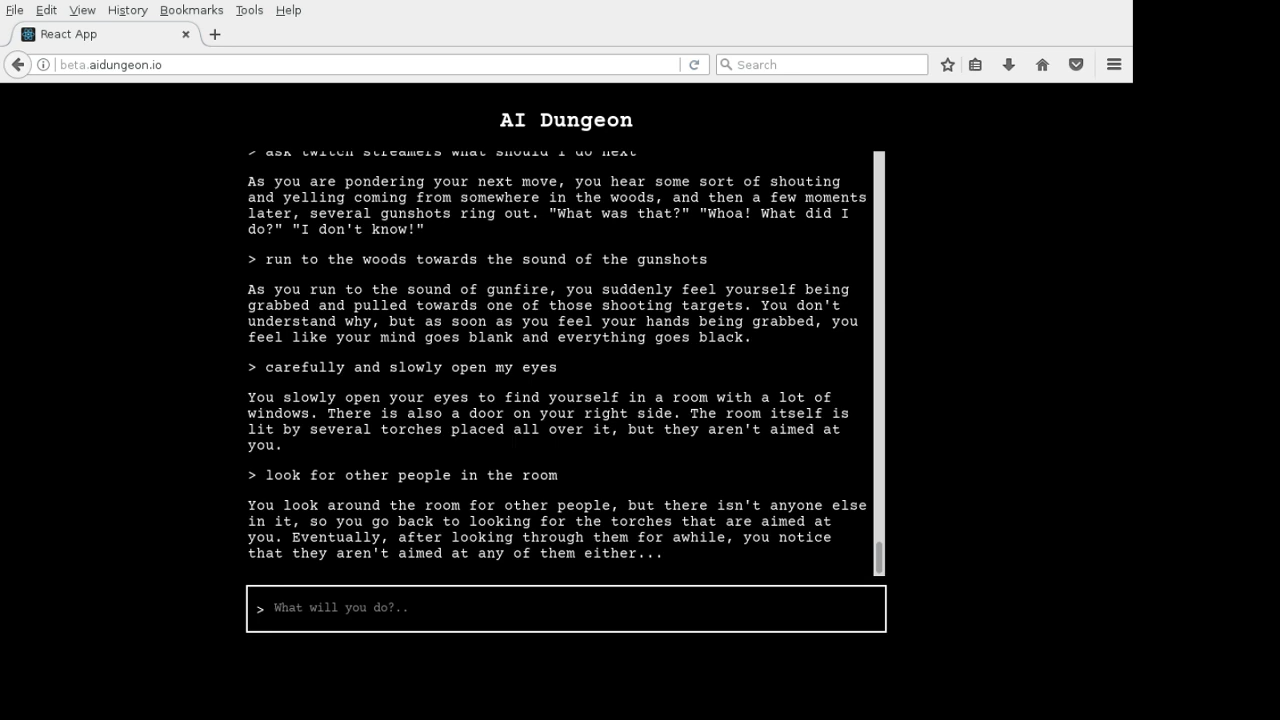 File Edit View History Bookmarks Tools Help
React App
beta.aidungeon.io
Search
AI Dungeon
> ask twitch streamers what should i do next
As you are pondering your next move, you hear some sort of shouting
and yelling coming from somewhere in the woods, and then a few moments
later, several gunshots ring out. "What was that?" "Whoa! What did I
do?" "I don't know!"
> run to the woods towards the sound of the gunshots
As you run to the sound of gunfire, you suddenly feel yourself being
grabbed and pulled towards one of those shooting targets. You don't
understand why, but as soon as you feel your hands being grabbed, you
feel like your mind goes blank and everything goes black.
> carefully and slowly open my eyes
You slowly open your eyes to find yourself in a room with a lot of
windows. There is also a door on your right side. The room itself is
lit by several torches placed all over it, but they aren't aimed at
you.
> look for other people in the room
You look around the room for other people, but there isn't anyone else
in it, so you go back to looking for the torches that are aimed at
you. Eventually, after looking through them for awhile, you notice
that they aren't aimed at any of them either...
> What will you do?..